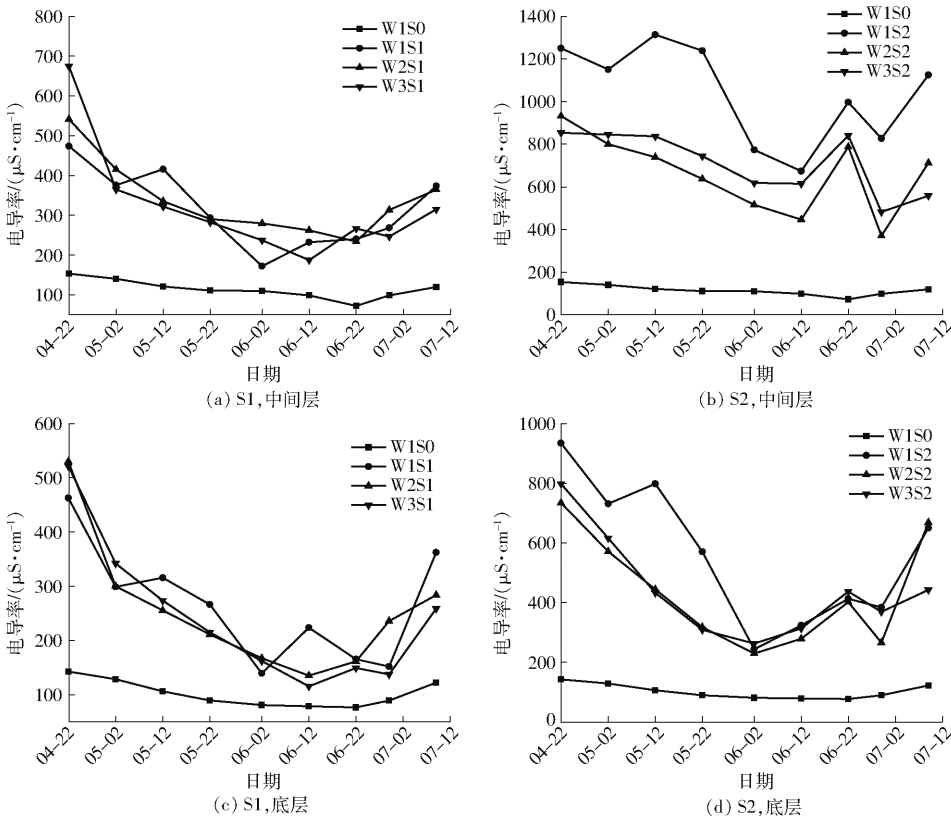 800
700
600
500
400
300
200
100
电导率/(μS·cm⁻¹)
W1S0
W1S1
W2S1
W3S1
04-22
05-02
05-12
05-22
06-02
06-12
06-22
07-02
07-12
日期
(a) S1,中间层
1400
1200
1000
800
600
400
200
0
电导率/(μS·cm⁻¹)
W1S0
W1S2
W2S2
W3S2
04-22
05-02
05-12
05-22
06-02
06-12
06-22
07-02
07-12
日期
(b) S2,中间层
600
500
400
300
200
100
电导率/(μS·cm⁻¹)
W1S0
W1S1
W2S1
W3S1
04-22
05-02
05-12
05-22
06-02
06-12
06-22
07-02
07-12
日期
(c) S1,底层
1000
800
600
400
200
0
电导率/(μS·cm⁻¹)
W1S0
W1S2
W2S2
W3S2
04-22
05-02
05-12
05-22
06-02
06-12
06-22
07-02
07-12
日期
(d) S2,底层